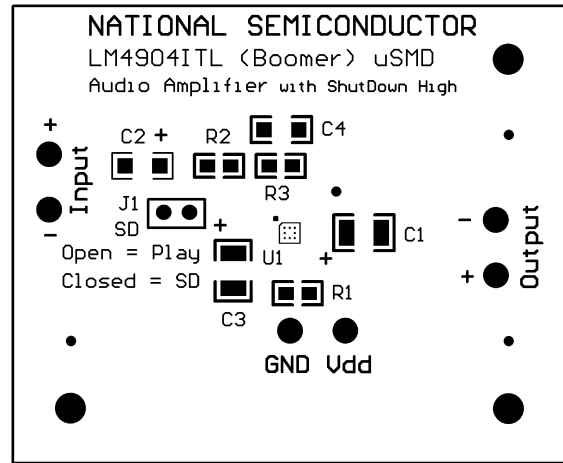 NATIONAL SEMICONDUCTOR
LM4904ITL (Boomer) uSMD
Audio Amplifier with ShutDown High
+
C2 +
R2
C4
Input
R3
J1
SD
-
+
U1
+
C1
-
+
Output
Open = Play
Closed = SD
C3
R1
GND Vdd